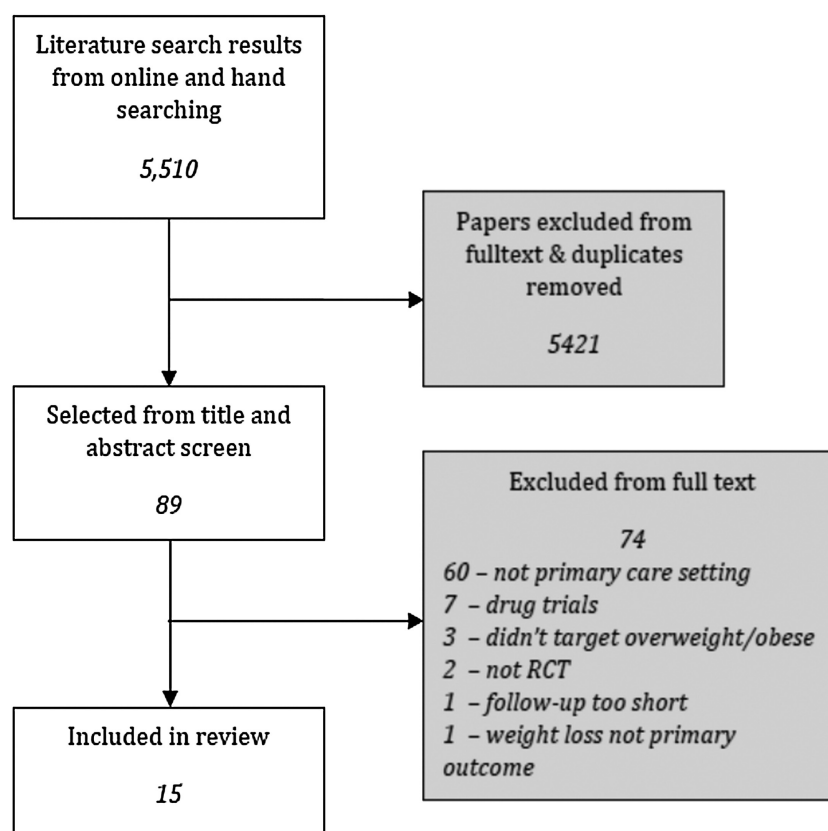 Literature search results
from online and hand
searching
5,510
Papers excluded from
fulltext & duplicates
removed
5421
Selected from title and
abstract screen
89
Excluded from full text
74
60 – not primary care setting
7 – drug trials
3 – didn't target overweight/obese
2 – not RCT
1 – follow-up too short
1 – weight loss not primary
outcome
Included in review
15